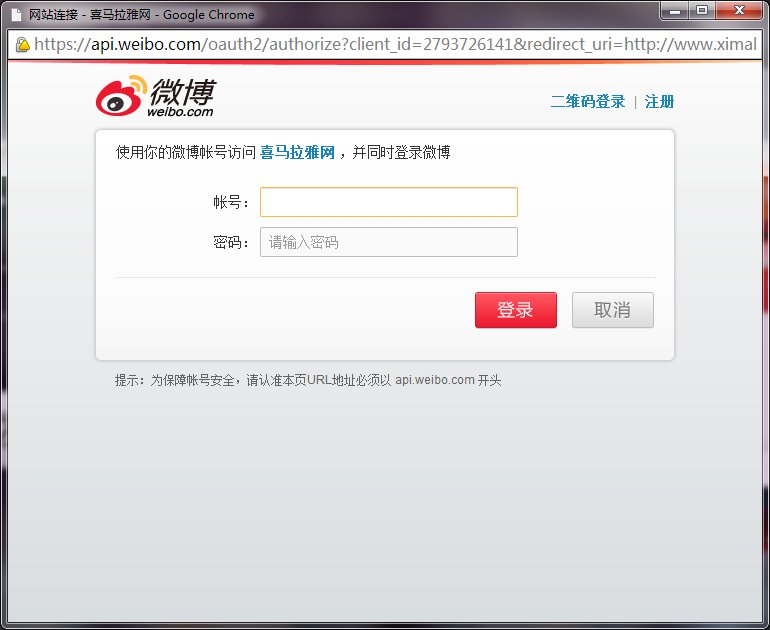 网站连接 - 喜马拉雅网 - Google Chrome
https://api.weibo.com/oauth2/authorize?client_id=2793726141&redirect_uri=http://www.ximal
微博
weibo.com
二维码登录 | 注册
使用你的微博帐号访问 喜马拉雅网 ，并同时登录微博
帐号：
密码： 请输入密码
登录 取消
提示：为保障帐号安全，请认准本页URL地址必须以 api.weibo.com 开头